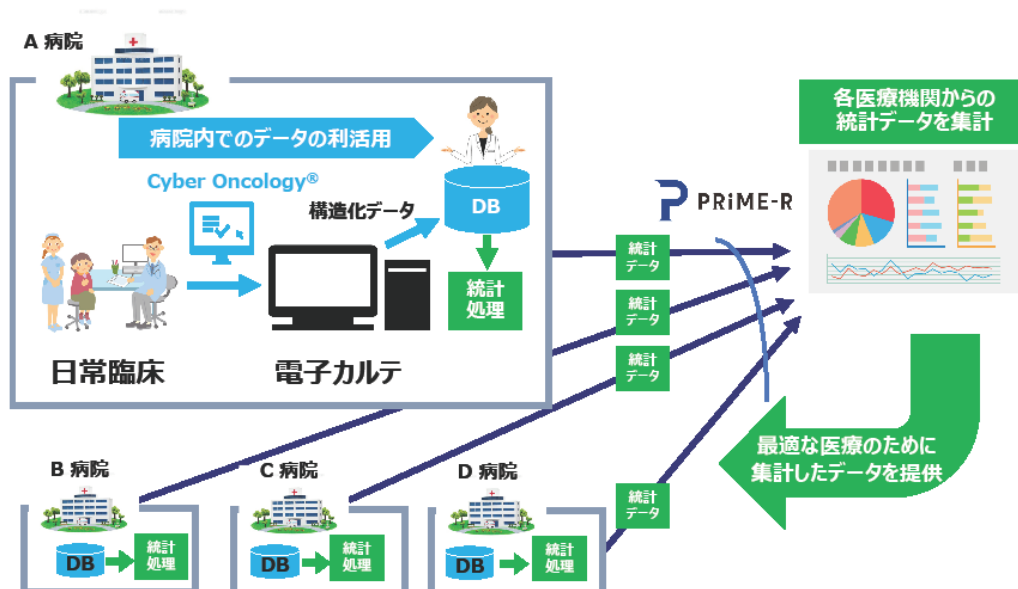 A 病院
病院内でのデータの利活用
Cyber Oncology®
構造化データ
DB
統計
処理
日常臨床
電子カルテ
PRiME-R
各医療機関からの
統計データを集計
統計
データ
統計
データ
統計
データ
統計
データ
最適な医療のために
集計したデータを提供
B 病院
DB
統計
処理
C 病院
DB
統計
処理
D 病院
DB
統計
処理